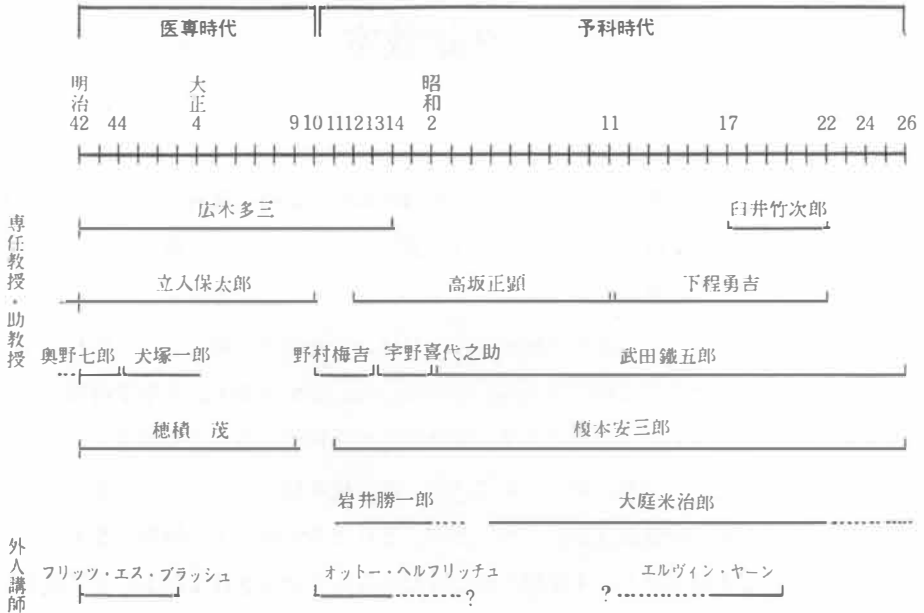 医専時代 予科時代
明治 大正 昭和
42 44 4 9 10 11 12 13 14 2 11 17 22 24 26
専任教授・助教授
広木多三 臼井竹次郎
立入保太郎 高坂正顕 下程勇吉
奥野七郎 犬塚一郎 野村梅吉 宇野喜代之助 武田鐵五郎
穂積 茂 榎本安三郎
岩井勝一郎 大庭米治郎
外人講師
フリッツ・エス・ブラッシュ オットー・ヘルフリッチュ ? ? エルヴィン・ヤーン